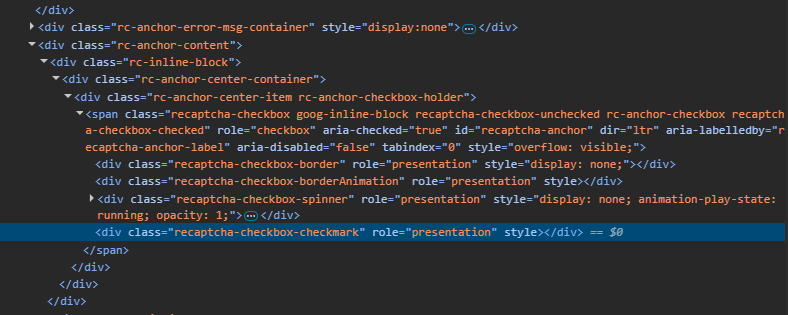 </div>
<div class="rc-anchor-error-msg-container" style="display:none">…</div>
<div class="rc-anchor-content">
<div class="rc-inline-block">
<div class="rc-anchor-center-container">
<div class="rc-anchor-center-item rc-anchor-checkbox-holder">
<span class="recaptcha-checkbox goog-inline-block recaptcha-checkbox-unchecked rc-anchor-checkbox recaptc
ha-checkbox-checked" role="checkbox" aria-checked="true" id="recaptcha-anchor" dir="ltr" aria-labelledby="r
ecaptcha-anchor-label" aria-disabled="false" tabindex="0" style="overflow: visible;">
<div class="recaptcha-checkbox-border" role="presentation" style="display: none;"></div>
<div class="recaptcha-checkbox-borderAnimation" role="presentation" style></div>
<div class="recaptcha-checkbox-spinner" role="presentation" style="display: none; animation-play-state:
running; opacity: 1;">…</div>
<div class="recaptcha-checkbox-checkmark" role="presentation" style></div> == $0
</span>
</div>
</div>
</div>